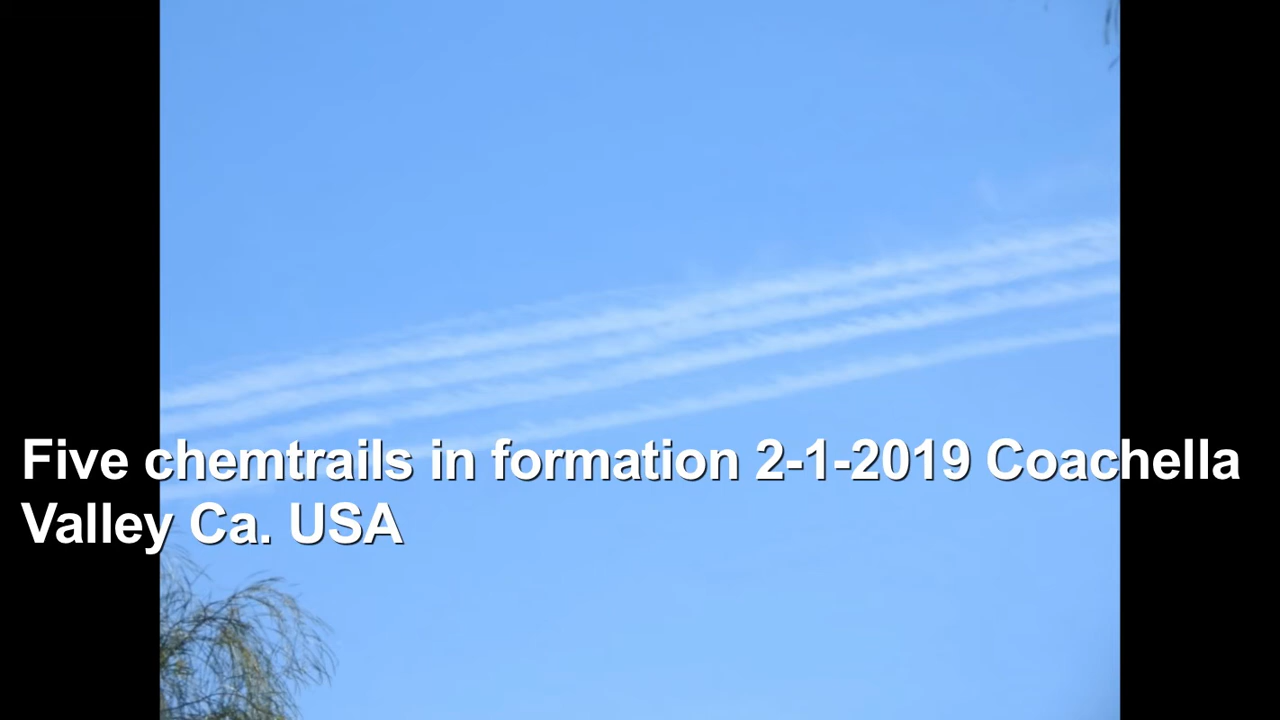 Five chemtrails in formation 2-1-2019 Coachella
Valley Ca. USA